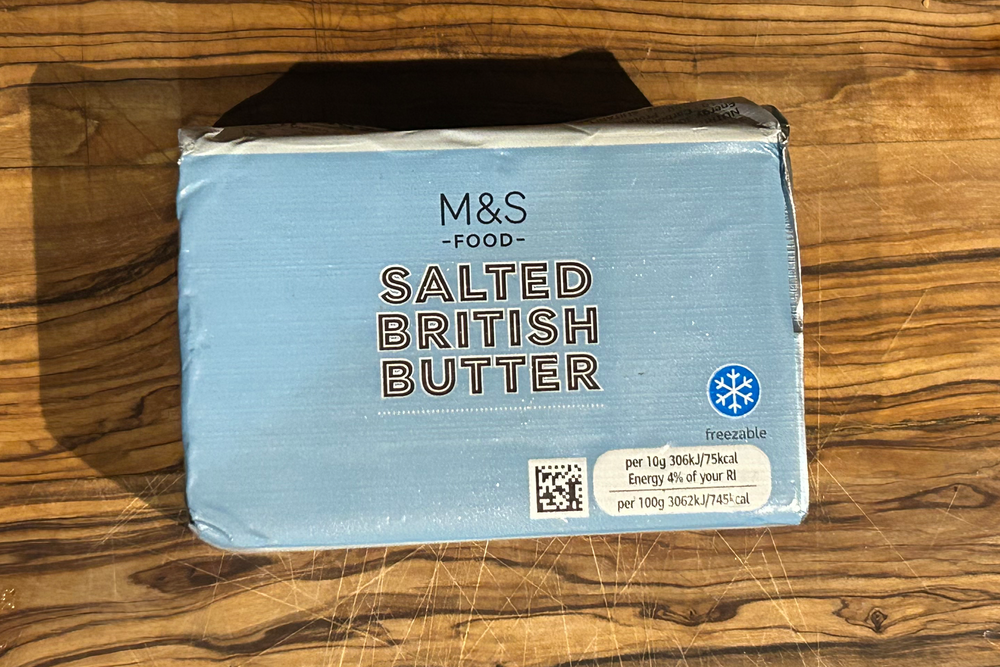 M&S
-FOOD-
SALTED
BRITISH
BUTTER
freezable
per 10g 306kJ/75kcal
Energy 4% of your RI
per 100g 3062kJ/745kcal